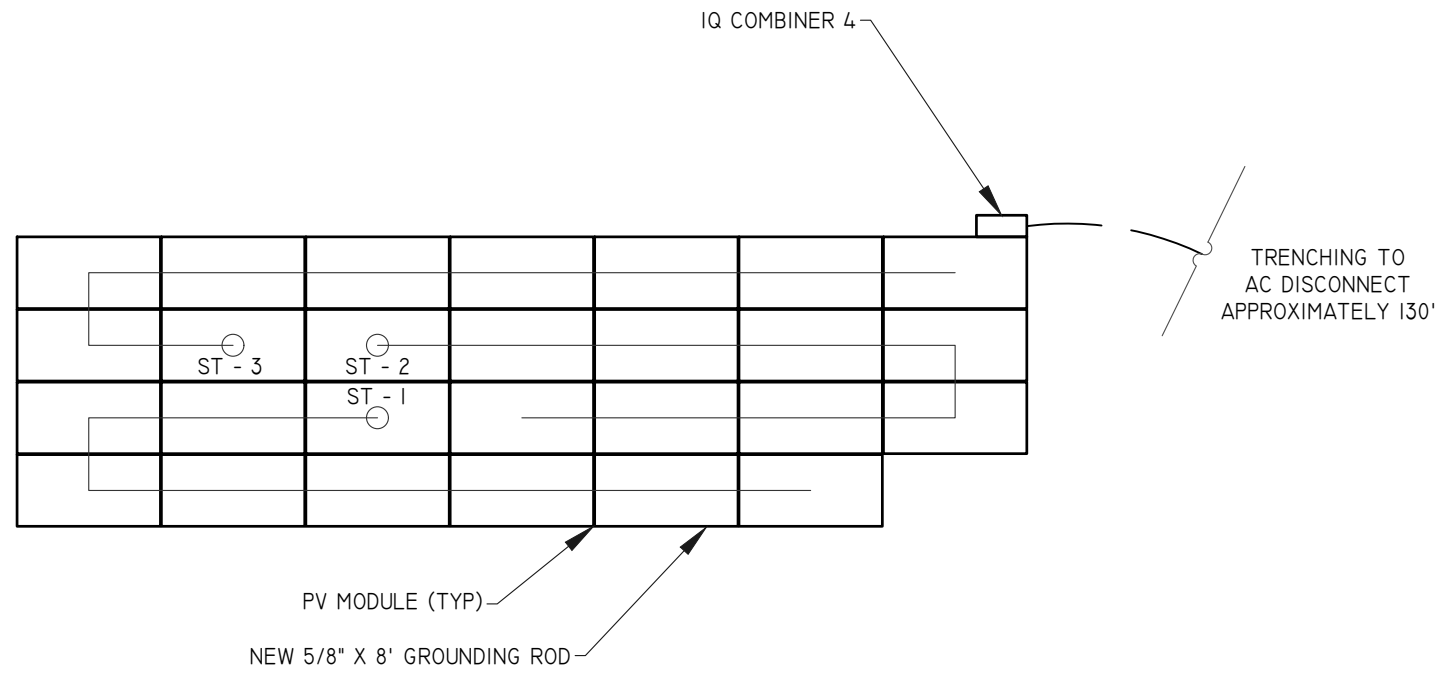 IQ COMBINER 4
TRENCHING TO
AC DISCONNECT
APPROXIMATELY 130'
ST - 3
ST - 2
ST - 1
PV MODULE (TYP)
NEW 5/8" X 8' GROUNDING ROD